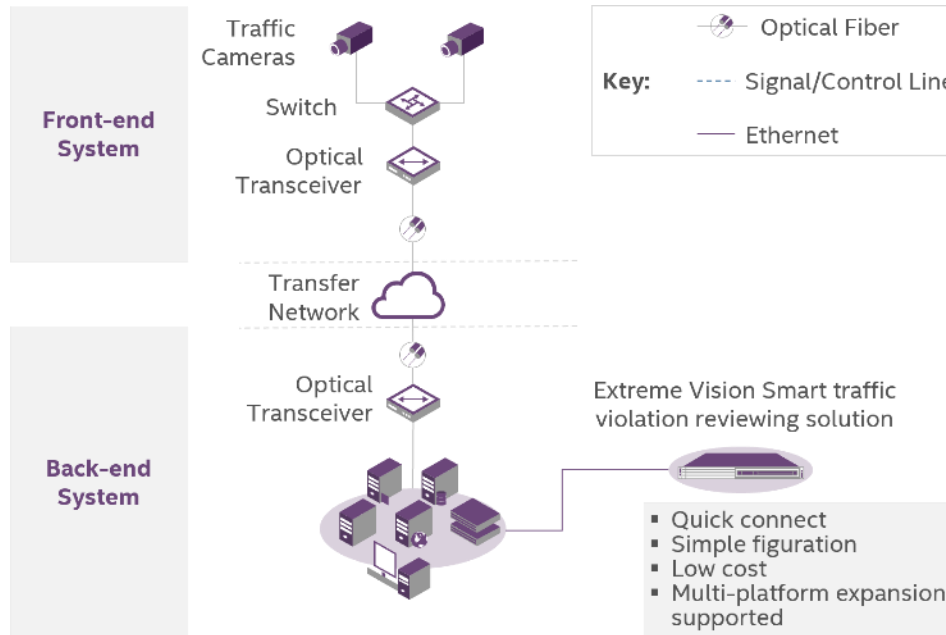 Traffic
Cameras
Switch
Front-end
System
Optical
Transceiver
Key:
Optical Fiber
Signal/Control Line
Ethernet
Transfer
Network
Optical
Transceiver
Back-end
System
Extreme Vision Smart traffic
violation reviewing solution
▪ Quick connect
▪ Simple figuration
▪ Low cost
▪ Multi-platform expansion
supported